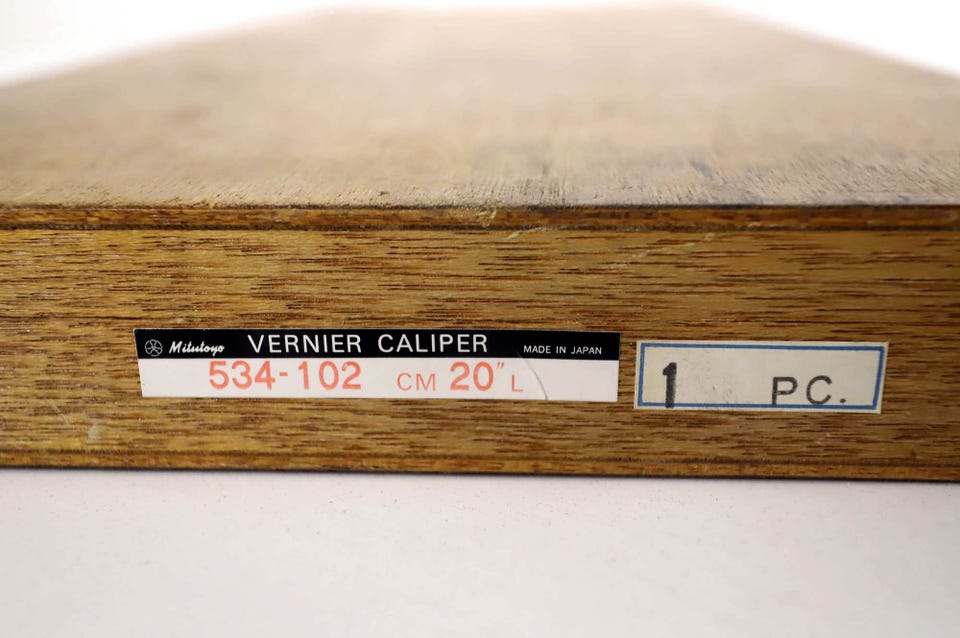 Mitutoyo VERNIER CALIPER MADE IN JAPAN
534-102 CM 20" L
1 PC.